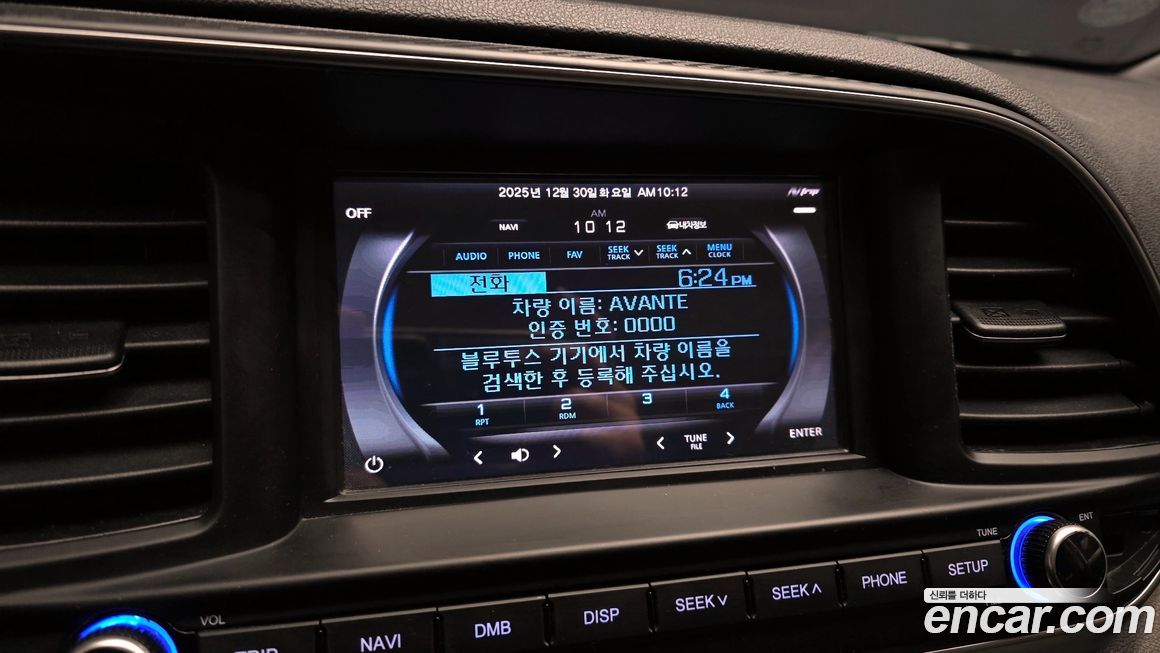 2025년 12월 30일 화요일 AM 10:12
OFF
AM
NAVI 10 12 내차정보
AUDIO PHONE FAV SEEK TRACK SEEK TRACK MENU CLOCK
전화 6:24 PM
차량 이름: AVANTE
인증 번호: 0000
블루투스 기기에서 차량 이름을
검색한 후 등록해 주십시오.
1 RPT 2 RDM 3 4 BACK
TUNE FILE ENTER
VOL TUNE ENT
TRIP NAVI DMB DISP SEEK SEEK PHONE SETUP
신뢰를 더하다
encar.com